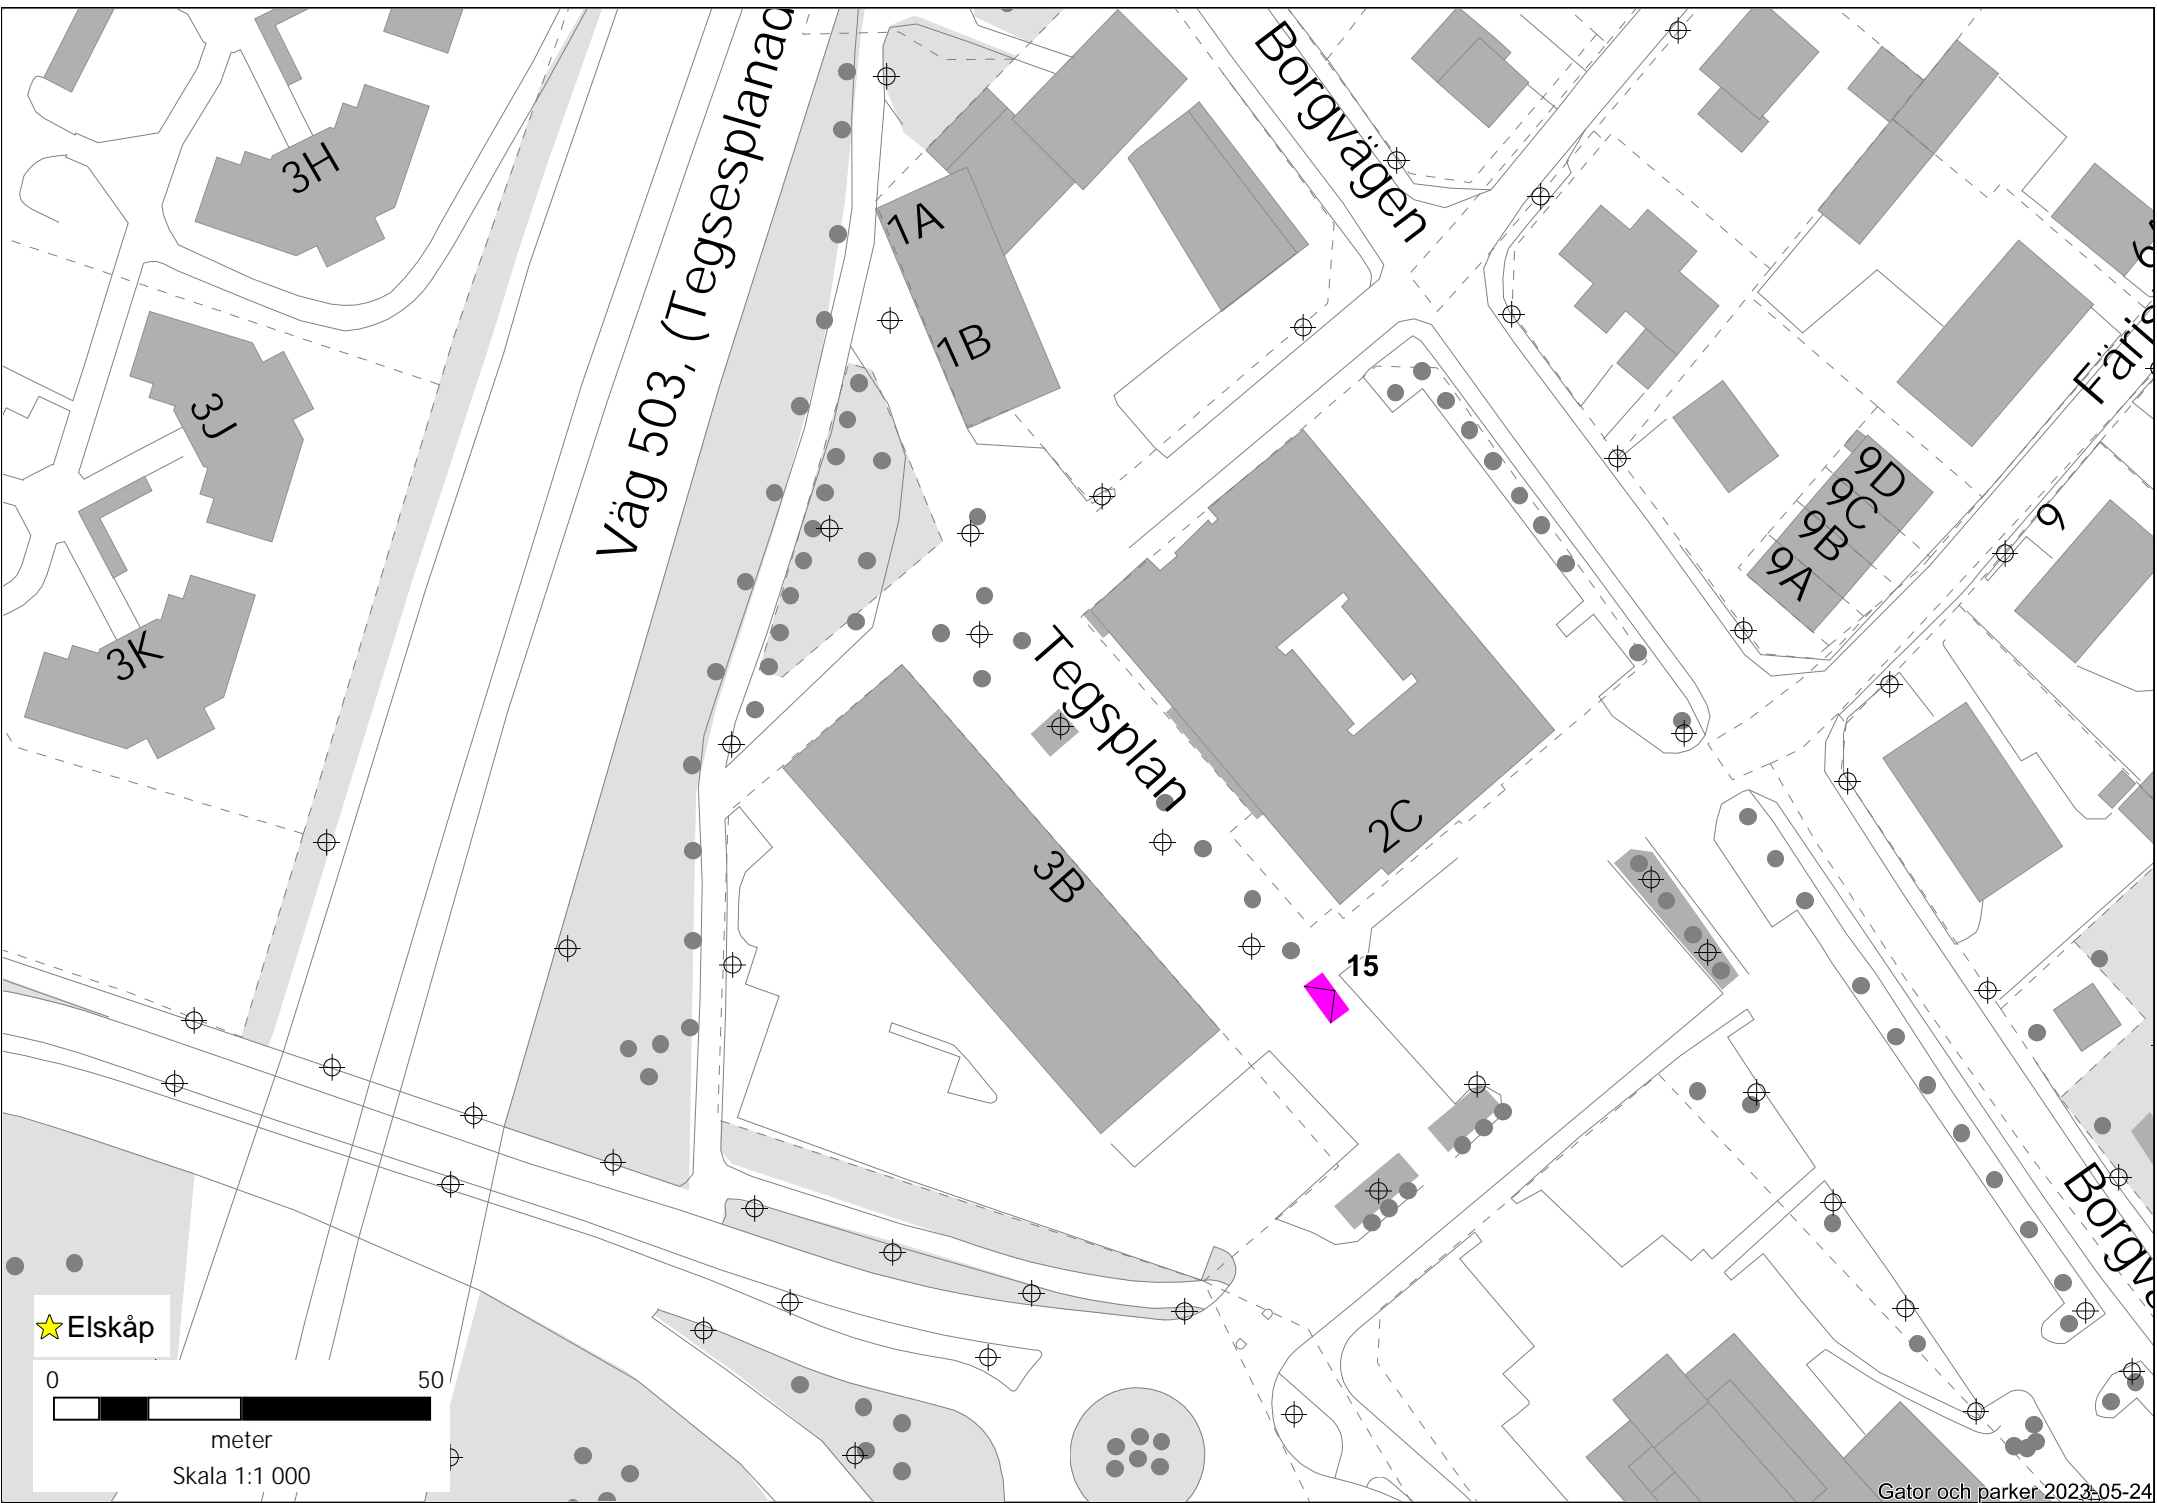 Väg 503, (Tegsesplanad
Borgvägen
3H
1A
1B
3J
9D
9C
9B
9A
9
Färjs
3K
Tegsplan
2C
3B
15
Borgvä
Elskåp
0 50
meter
Skala 1:1 000
Gator och parker 2023-05-24